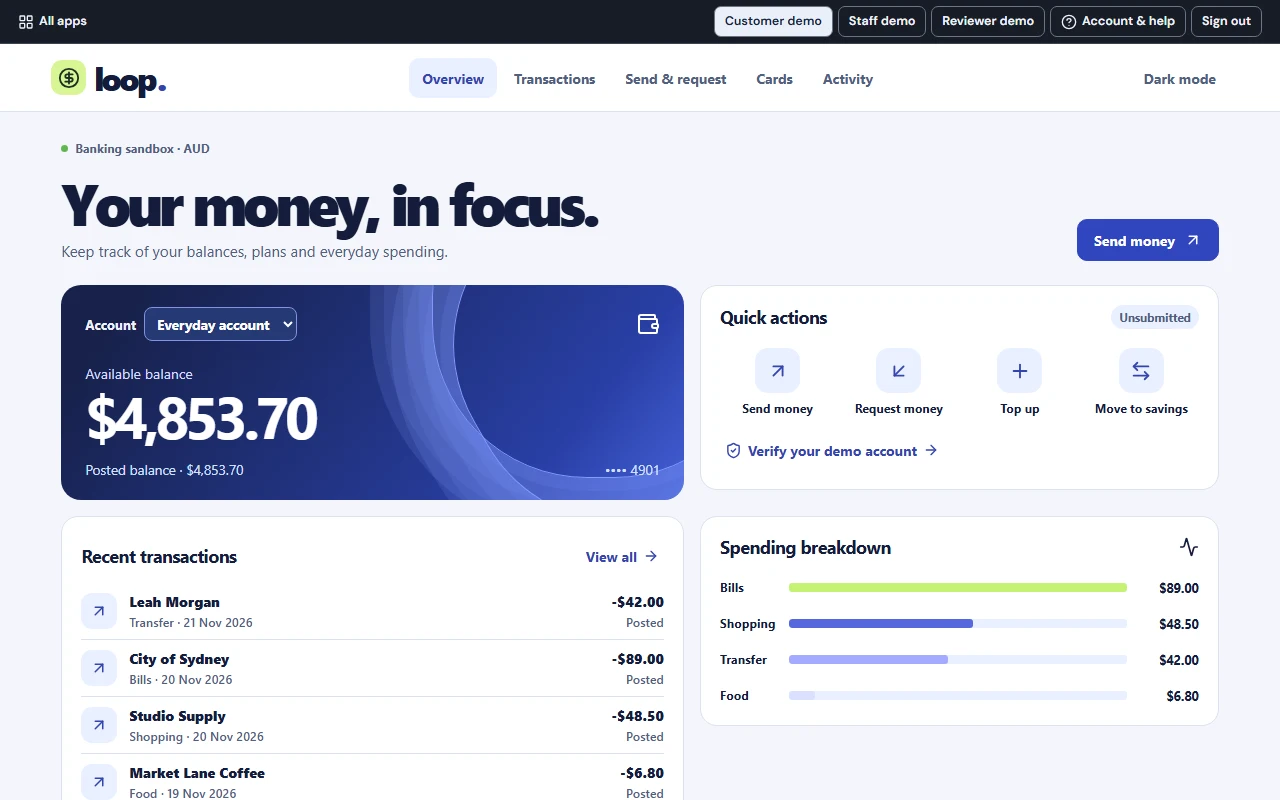 All apps
Customer demo
Staff demo
Reviewer demo
Account & help
Sign out
loop.
Overview
Transactions
Send & request
Cards
Activity
Dark mode
Banking sandbox · AUD
Your money, in focus.
Keep track of your balances, plans and everyday spending.
Send money
Account
Everyday account
Available balance
$4,853.70
Posted balance · $4,853.70
•••• 4901
Quick actions
Unsubmitted
Send money
Request money
Top up
Move to savings
Verify your demo account
Recent transactions
View all
Leah Morgan
-$42.00
Transfer · 21 Nov 2026
Posted
City of Sydney
-$89.00
Bills · 20 Nov 2026
Posted
Studio Supply
-$48.50
Shopping · 20 Nov 2026
Posted
Market Lane Coffee
-$6.80
Food · 19 Nov 2026
Posted
Spending breakdown
Bills
$89.00
Shopping
$48.50
Transfer
$42.00
Food
$6.80